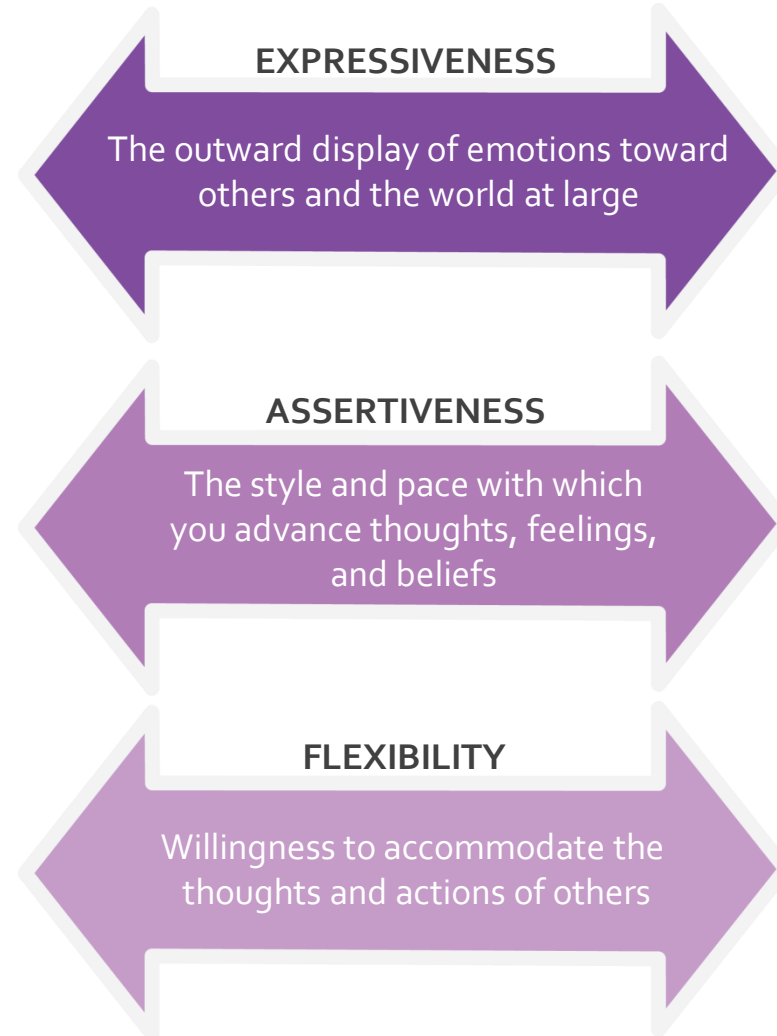 EXPRESSIVENESS
The outward display of emotions toward
others and the world at large
ASSERTIVENESS
The style and pace with which
you advance thoughts, feelings,
and beliefs
FLEXIBILITY
Willingness to accommodate the
thoughts and actions of others